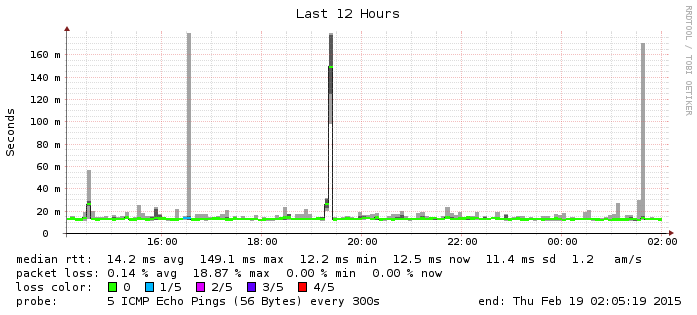 Last 12 Hours
RRDTOOL / TOBI OETIKER
Seconds
160 m
140 m
120 m
100 m
80 m
60 m
40 m
20 m
0
16:00 18:00 20:00 22:00 00:00 02:00
median rtt: 14.2 ms avg 149.1 ms max 12.2 ms min 12.5 ms now 11.4 ms sd 1.2 am/s
packet loss: 0.14 % avg 18.87 % max 0.00 % min 0.00 % now
loss color: 0 1/5 2/5 3/5 4/5
probe: 5 ICMP Echo Pings (56 Bytes) every 300s end: Thu Feb 19 02:05:19 2015